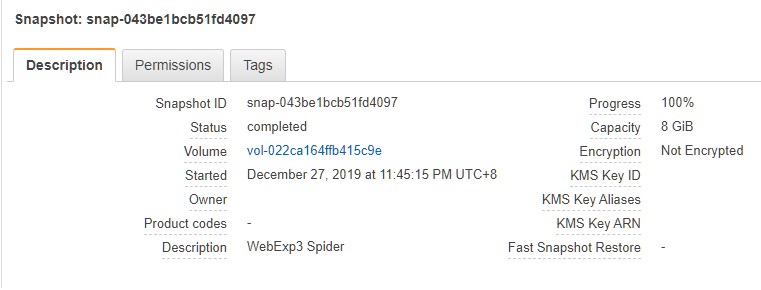 Snapshot: snap-043be1bcb51fd4097
Description Permissions Tags
Snapshot ID snap-043be1bcb51fd4097 Progress 100%
Status completed Capacity 8 GiB
Volume vol-022ca164ffb415c9e Encryption Not Encrypted
Started December 27, 2019 at 11:45:15 PM UTC+8 KMS Key ID
Owner KMS Key Aliases
Product codes - KMS Key ARN
Description WebExp3 Spider Fast Snapshot Restore -